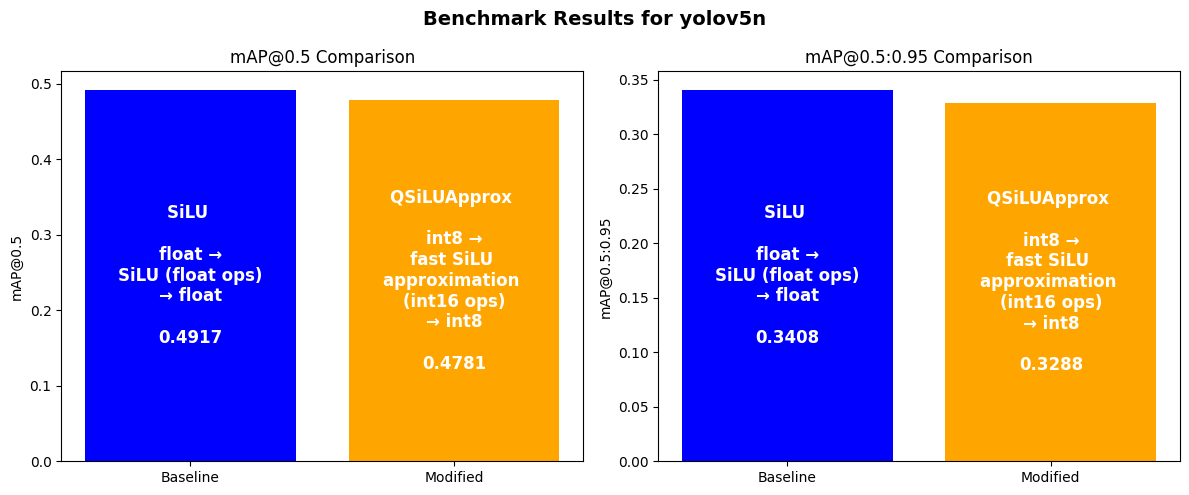 Benchmark Results for yolov5n
mAP@0.5 Comparison
mAP@0.5
0.5
0.4
0.3
0.2
0.1
0.0
SiLU
float →
SiLU (float ops)
→ float
0.4917
QSiLUApprox
int8 →
fast SiLU
approximation
(int16 ops)
→ int8
0.4781
Baseline
Modified
mAP@0.5:0.95 Comparison
mAP@0.5:0.95
0.35
0.30
0.25
0.20
0.15
0.10
0.05
0.00
SiLU
float →
SiLU (float ops)
→ float
0.3408
QSiLUApprox
int8 →
fast SiLU
approximation
(int16 ops)
→ int8
0.3288
Baseline
Modified